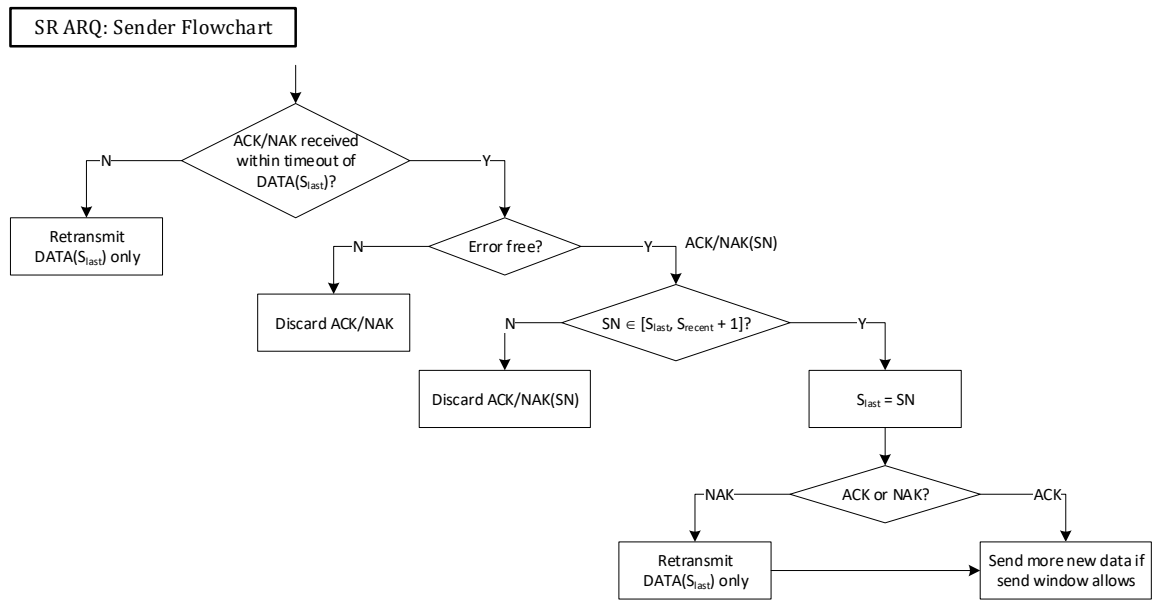 SR ARQ: Sender Flowchart
ACK/NAK received
within timeout of
DATA(Slast)?
N
Y
Retransmit
DATA(Slast) only
Error free?
N
Y
ACK/NAK(SN)
Discard ACK/NAK
SN ∈ [Slast, Srecent + 1]?
N
Y
Discard ACK/NAK(SN)
Slast = SN
ACK or NAK?
NAK
ACK
Retransmit
DATA(Slast) only
Send more new data if
send window allows